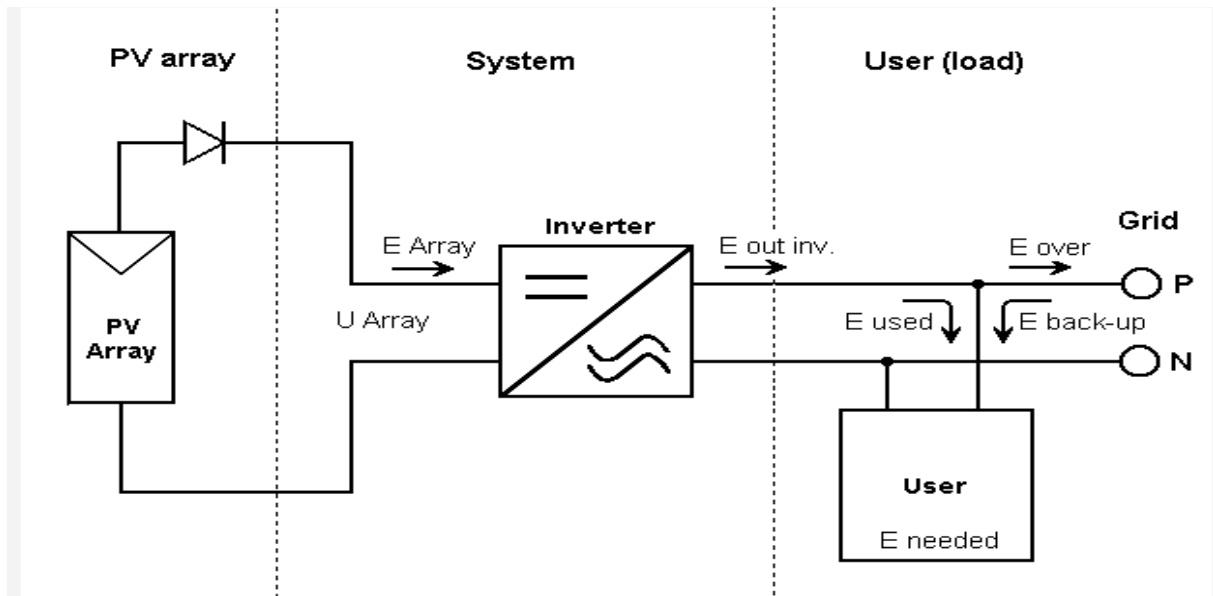 PV array
System
User (load)
Inverter
Grid
E Array
E out inv.
E over
P
U Array
E used
E back-up
PV
Array
N
User
E needed